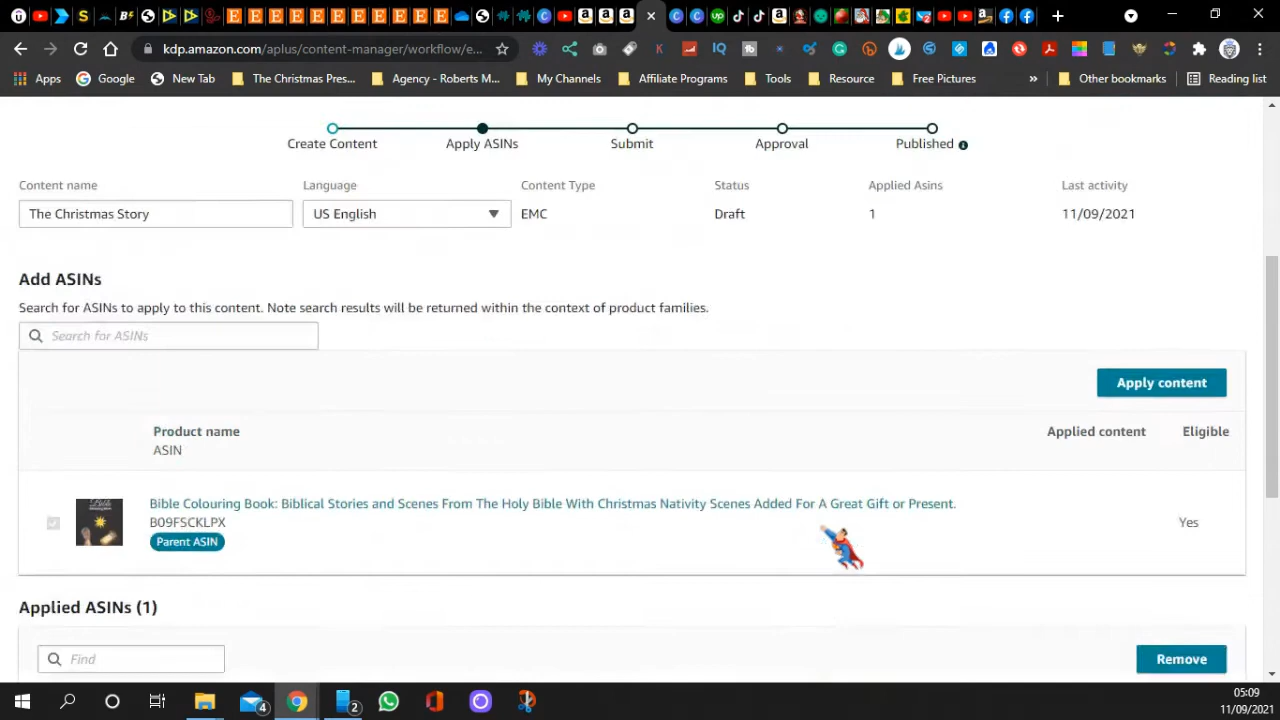 kdp.amazon.com/aplus/content-manager/workflow/e...
Apps
Google
New Tab
The Christmas Pres...
Agency - Roberts M...
My Channels
Affiliate Programs
Tools
Resource
Free Pictures
»
Other bookmarks
Reading list
Create Content
Apply ASINs
Submit
Approval
Published
Content name
Language
Content Type
Status
Applied Asins
Last activity
The Christmas Story
US English
EMC
Draft
1
11/09/2021
Add ASINs
Search for ASINs to apply to this content. Note search results will be returned within the context of product families.
Search for ASINs
Apply content
Product name
Applied content
Eligible
ASIN
Bible Colouring Book: Biblical Stories and Scenes From The Holy Bible With Christmas Nativity Scenes Added For A Great Gift or Present.
B09FSCKLPX
Yes
Parent ASIN
Applied ASINs (1)
Find
Remove
4
2
05:09
11/09/2021